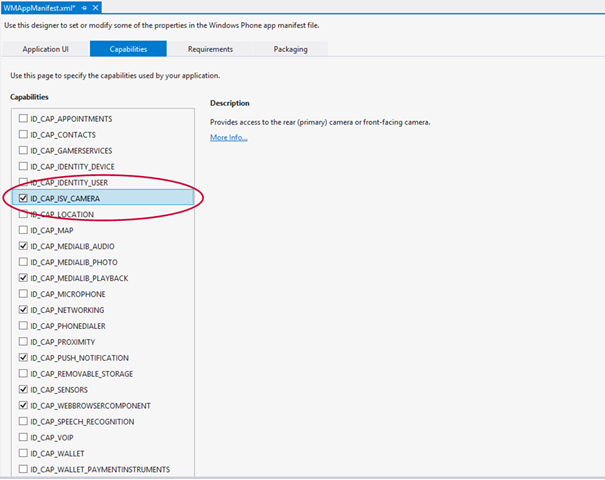 WMAppManifest.xml*
Use this designer to set or modify some of the properties in the Windows Phone app manifest file.
Application UI Capabilities Requirements Packaging
Use this page to specify the capabilities used by your application.
Capabilities
ID_CAP_APPOINTMENTS
ID_CAP_CONTACTS
ID_CAP_GAMERSERVICES
ID_CAP_IDENTITY_DEVICE
ID_CAP_IDENTITY_USER
ID_CAP_ISV_CAMERA
ID_CAP_LOCATION
ID_CAP_MAP
ID_CAP_MEDIALIB_AUDIO
ID_CAP_MEDIALIB_PHOTO
ID_CAP_MEDIALIB_PLAYBACK
ID_CAP_MICROPHONE
ID_CAP_NETWORKING
ID_CAP_PHONEDIALER
ID_CAP_PROXIMITY
ID_CAP_PUSH_NOTIFICATION
ID_CAP_REMOVABLE_STORAGE
ID_CAP_SENSORS
ID_CAP_WEBBROWSERCOMPONENT
ID_CAP_SPEECH_RECOGNITION
ID_CAP_VOIP
ID_CAP_WALLET
ID_CAP_WALLET_PAYMENTINSTRUMENTS
Description
Provides access to the rear (primary) camera or front-facing camera.
More Info...